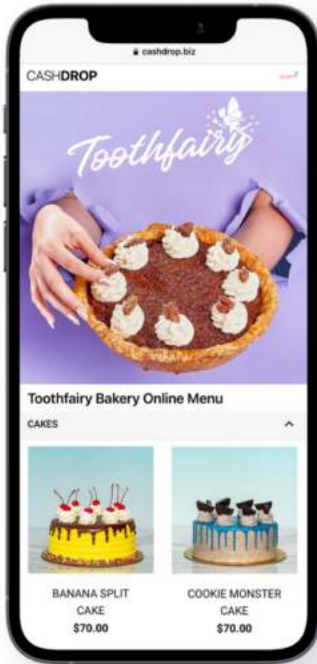 cashdrop.biz
CASHDROP
Toothfairy
Toothfairy Bakery Online Menu
CAKES
BANANA SPLIT
CAKE
$70.00
COOKIE MONSTER
CAKE
$70.00